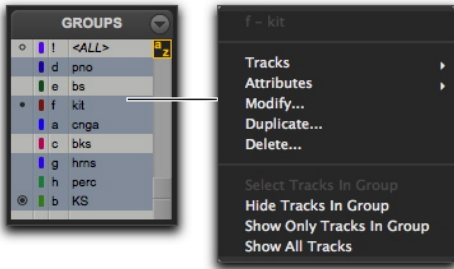 GROUPS
! <ALL>
d pno
e bs
f kit
a cnga
c bks
g hrns
h perc
b KS
a z
f - kit
Tracks
Attributes
Modify...
Duplicate...
Delete...
Select Tracks In Group
Hide Tracks In Group
Show Only Tracks In Group
Show All Tracks